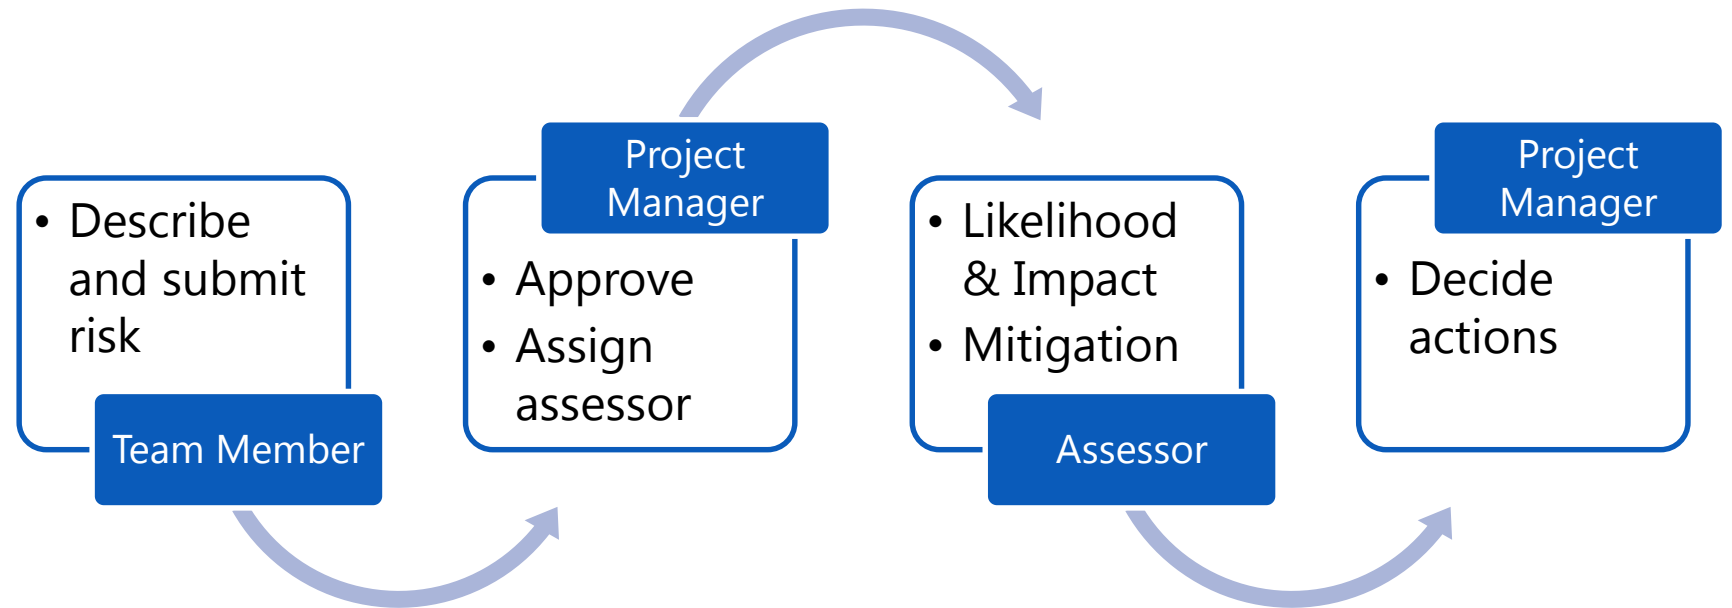 • Describe
and submit
risk
Team Member
Project
Manager
• Approve
• Assign
assessor
• Likelihood
& Impact
• Mitigation
Assessor
Project
Manager
• Decide
actions